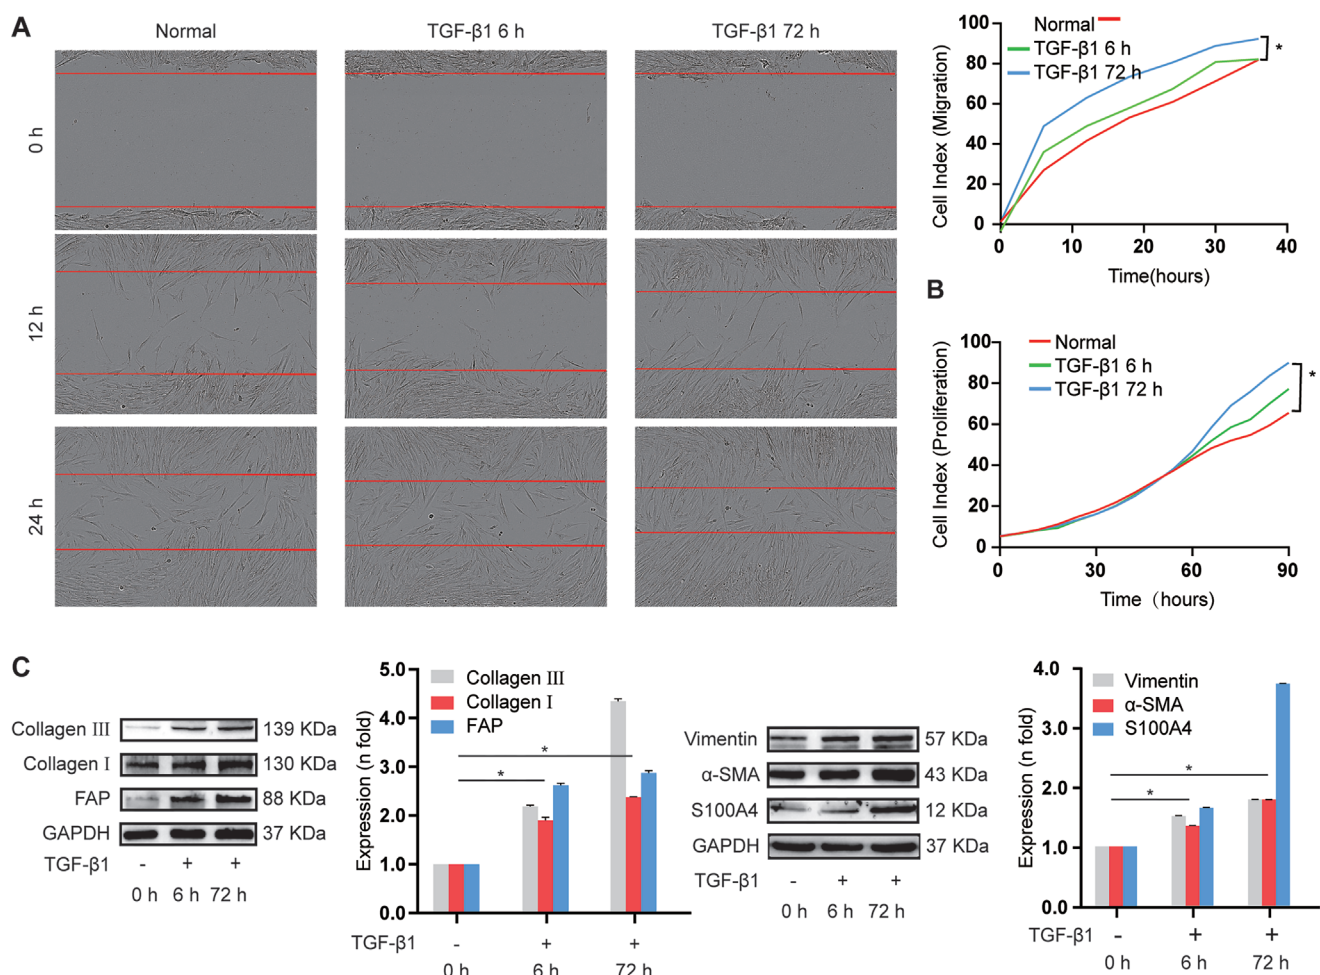 A
Normal
TGF-β1 6 h
TGF-β1 72 h
0 h
12 h
24 h
Cell Index (Migration)
100
80
60
40
20
0
Normal
TGF-β1 6 h
TGF-β1 72 h
*
0 10 20 30 40
Time(hours)
B
Cell Index (Proliferation)
100
80
60
40
20
0
Normal
TGF-β1 6 h
TGF-β1 72 h
*
0 30 60 90
Time（hours)
C
Collagen III 139 KDa
Collagen I 130 KDa
FAP 88 KDa
GAPDH 37 KDa
TGF-β1 - + +
0 h 6 h 72 h
Expression (n fold)
5.0
4.0
3.0
2.0
1.0
0.0
Collagen III
Collagen I
FAP
*
*
TGF-β1 - + +
0 h 6 h 72 h
Vimentin 57 KDa
α-SMA 43 KDa
S100A4 12 KDa
GAPDH 37 KDa
TGF-β1 - + +
0 h 6 h 72 h
Expression (n fold)
4.0
3.0
2.0
1.0
0.0
Vimentin
α-SMA
S100A4
*
*
TGF-β1 - + +
0 h 6 h 72 h